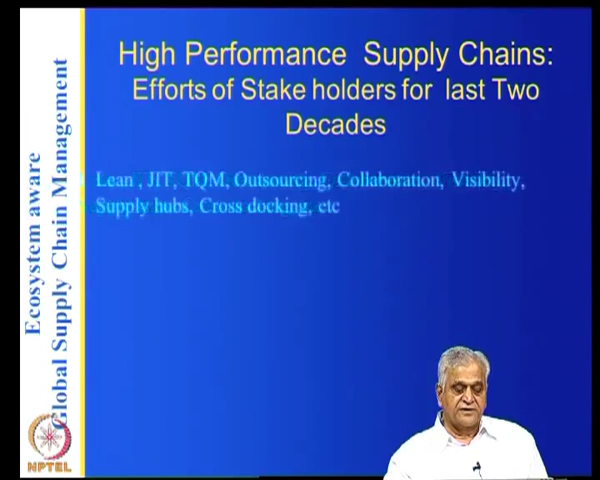 High Performance Supply Chains:
Efforts of Stake holders for last Two
Decades
Lean , JIT, TQM, Outsourcing, Collaboration, Visibility,
Supply hubs, Cross docking, etc
Ecosystem aware
Global Supply Chain Management
NPTEL